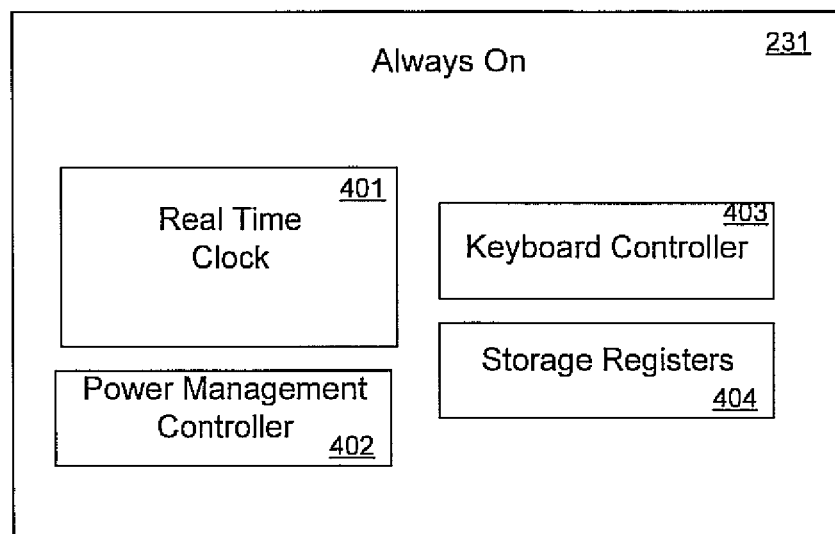 Always On
231
401
Real Time
Clock
403
Keyboard Controller
Storage Registers
404
Power Management
Controller
402